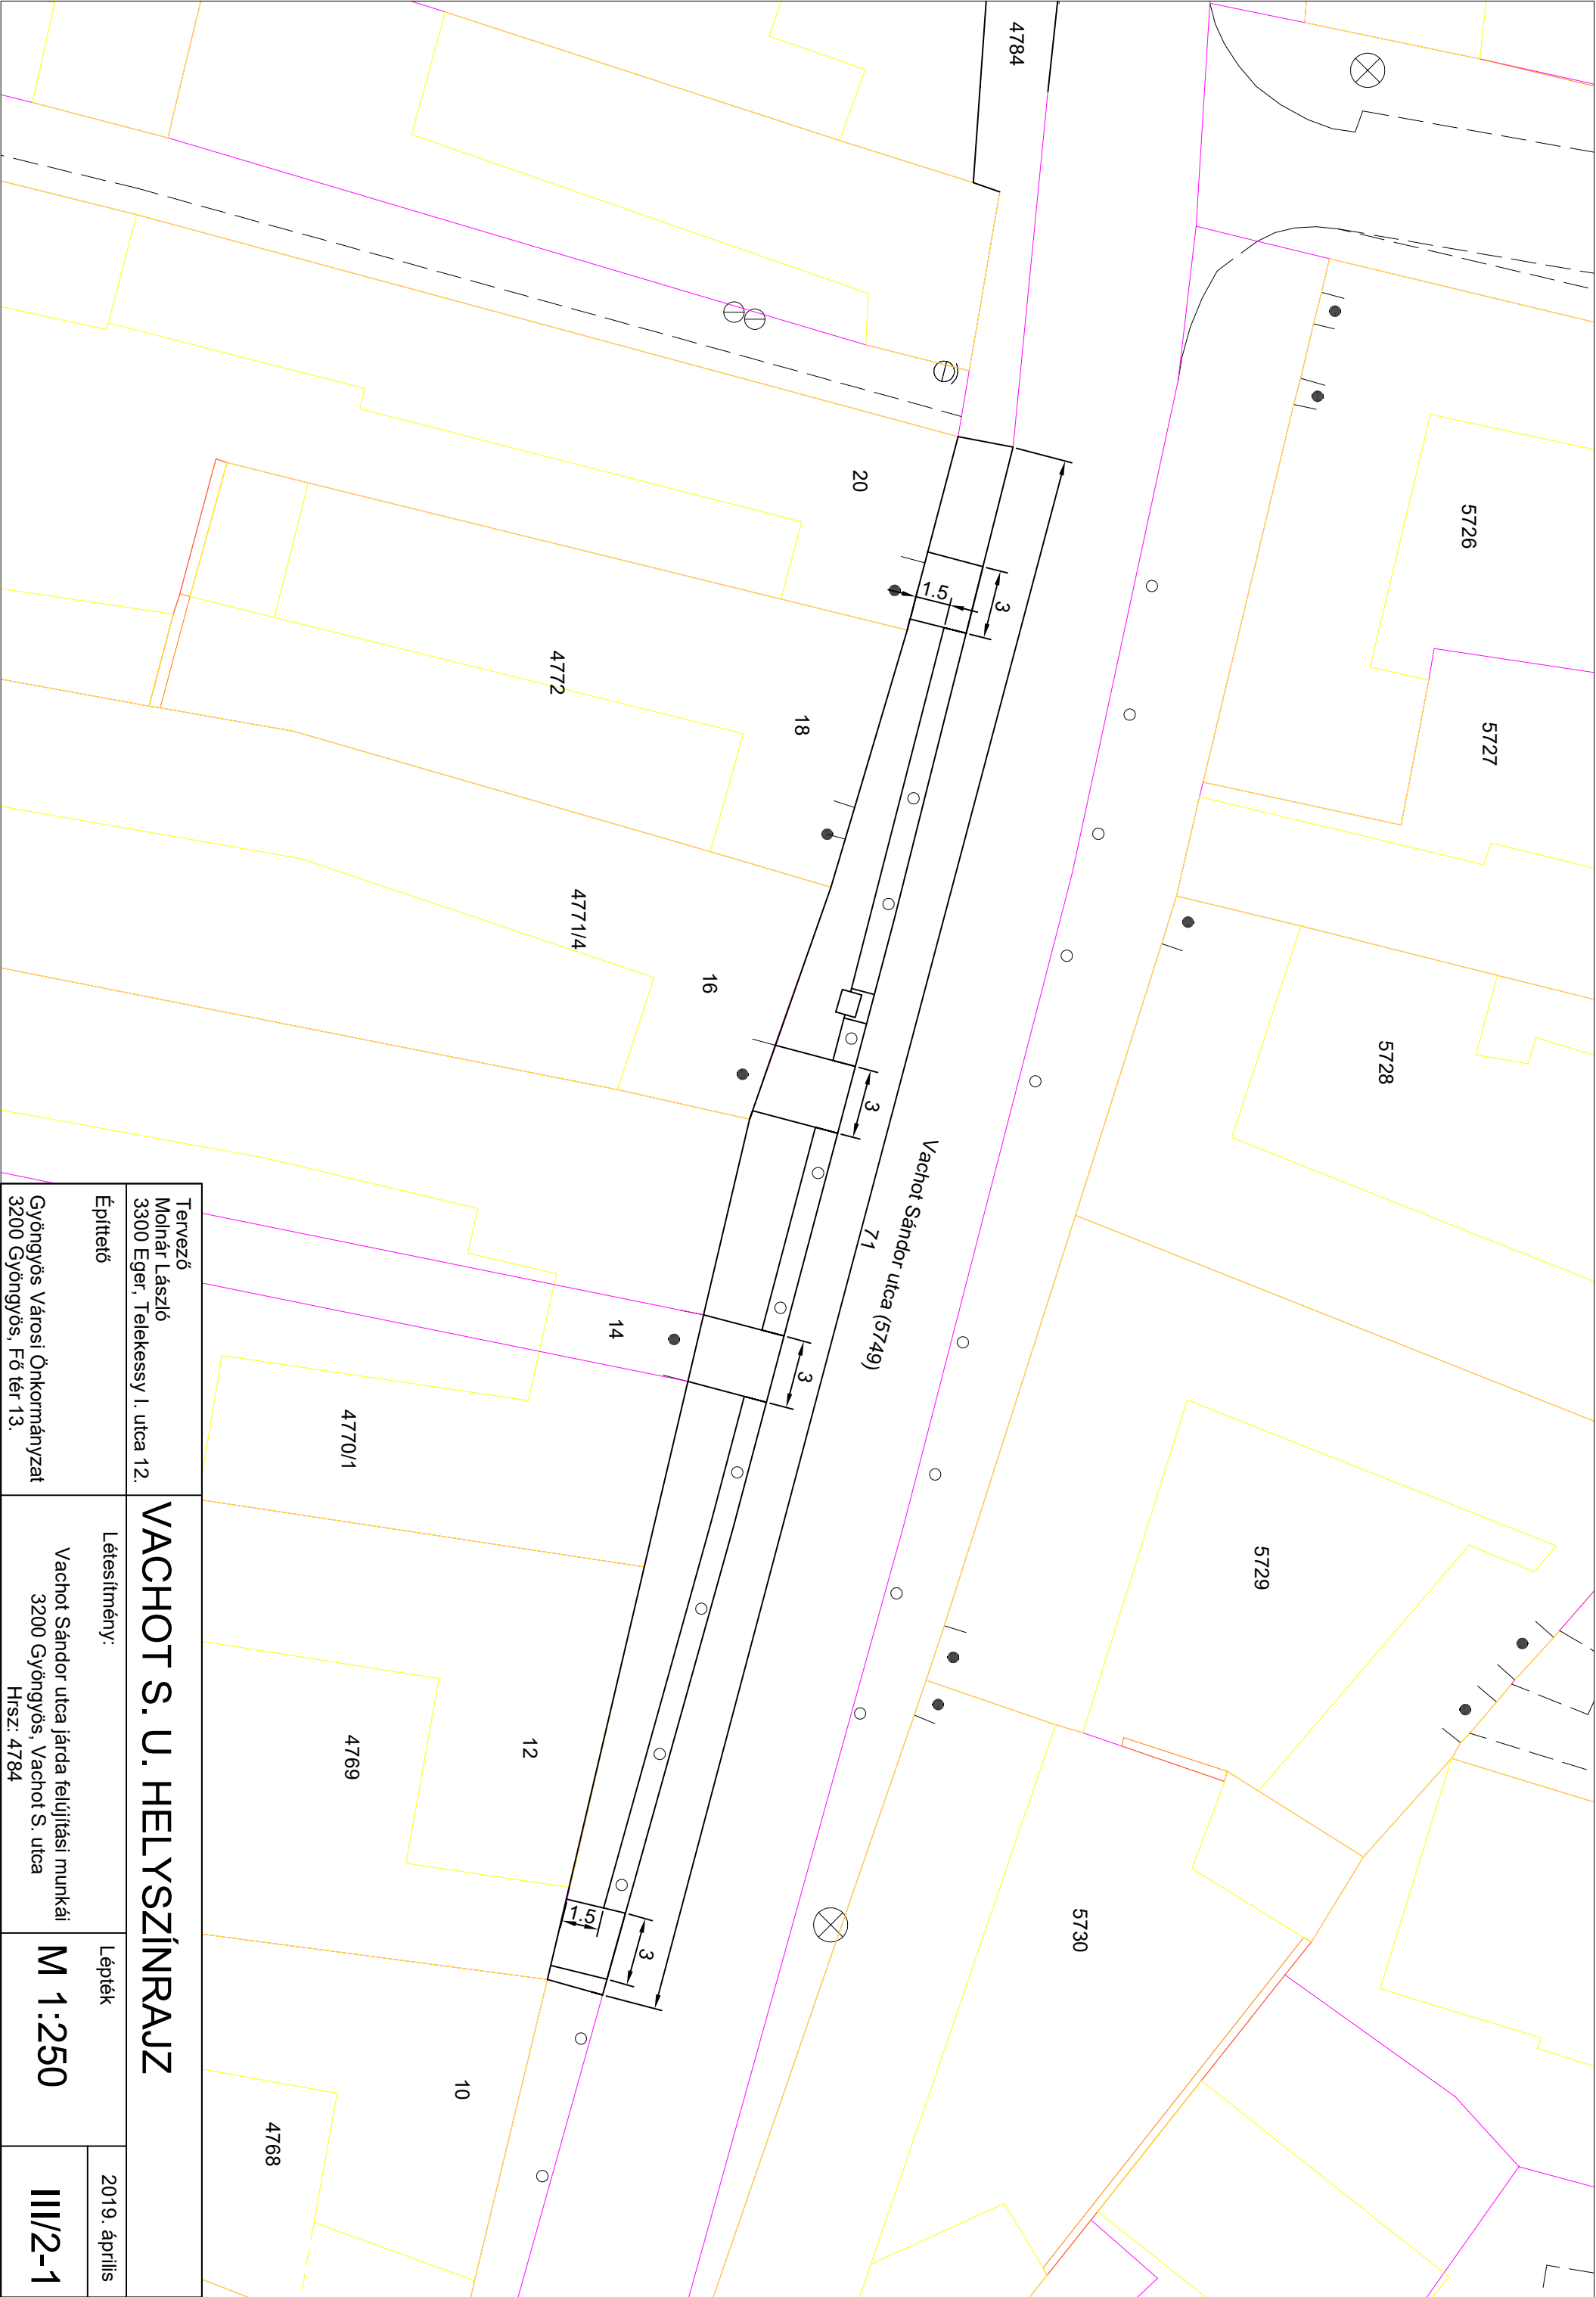 4784
5726
5727
5728
5729
5730
20
1.5
3
4772
18
4771/4
16
3
Vachot Sándor utca (5749)
71
14
3
4770/1
12
4769
1.5
3
10
4768
Tervező
Molnár László
3300 Eger, Telekessy I. utca 12.
Építtető
Gyöngyös Városi Önkormányzat
3200 Gyöngyös, Fő tér 13.
VACHOT S. U. HELYSZÍNRAJZ
Létesítmény:
Vachot Sándor utca járda felújítási munkái
3200 Gyöngyös, Vachot S. utca
Hrsz: 4784
Lépték
M 1:250
2019. április
III/2-1